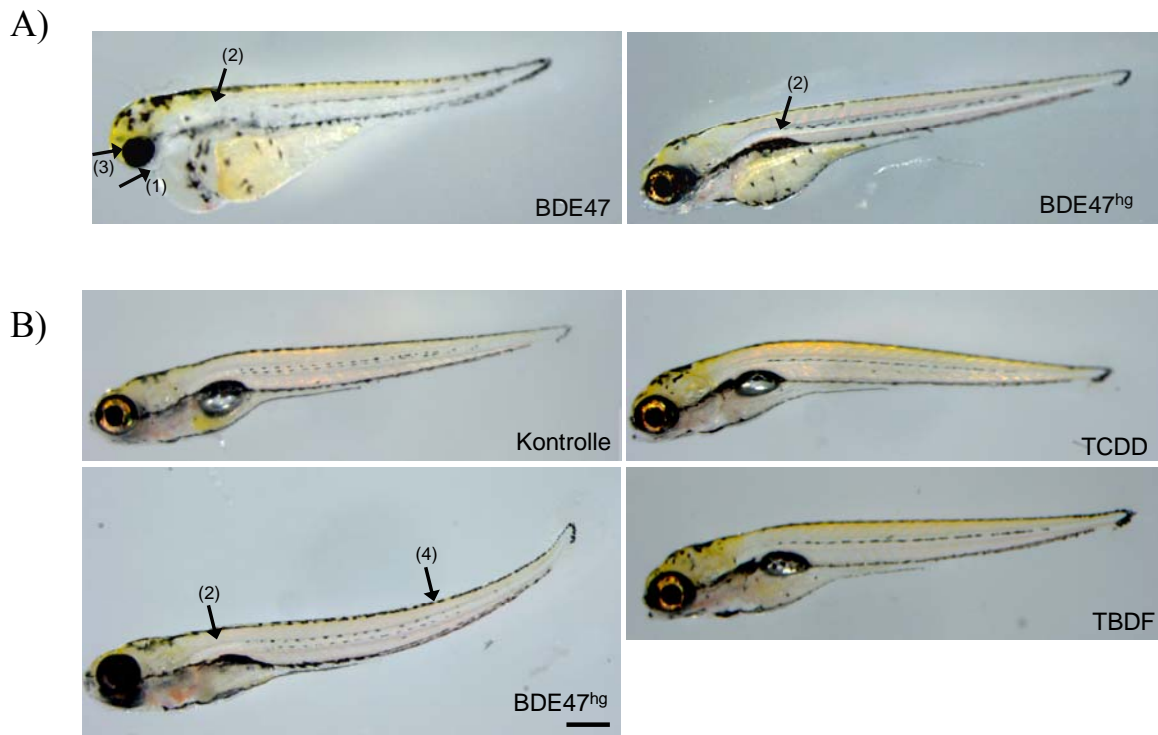 A)
(2)
(3)
(1)
BDE47
(2)
BDE47ʰᵍ
B)
Kontrolle
TCDD
(2)
(4)
BDE47ʰᵍ
TBDF